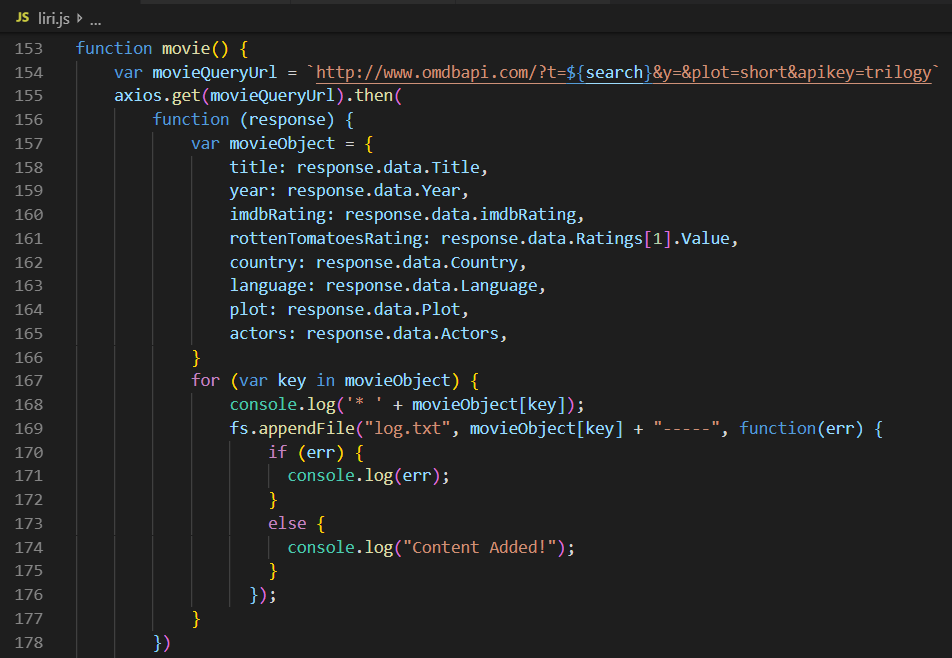 JS liri.js ▸ ...
153 function movie() {
154     var movieQueryUrl = `http://www.omdbapi.com/?t=${search}&y=&plot=short&apikey=trilogy`
155     axios.get(movieQueryUrl).then(
156         function (response) {
157             var movieObject = {
158                 title: response.data.Title,
159                 year: response.data.Year,
160                 imdbRating: response.data.imdbRating,
161                 rottenTomatoesRating: response.data.Ratings[1].Value,
162                 country: response.data.Country,
163                 language: response.data.Language,
164                 plot: response.data.Plot,
165                 actors: response.data.Actors,
166             }
167             for (var key in movieObject) {
168                 console.log('* ' + movieObject[key]);
169                 fs.appendFile("log.txt", movieObject[key] + "-----", function(err) {
170                     if (err) {
171                       console.log(err);
172                     }
173                     else {
174                       console.log("Content Added!");
175                     }
176                   });
177             }
178         })